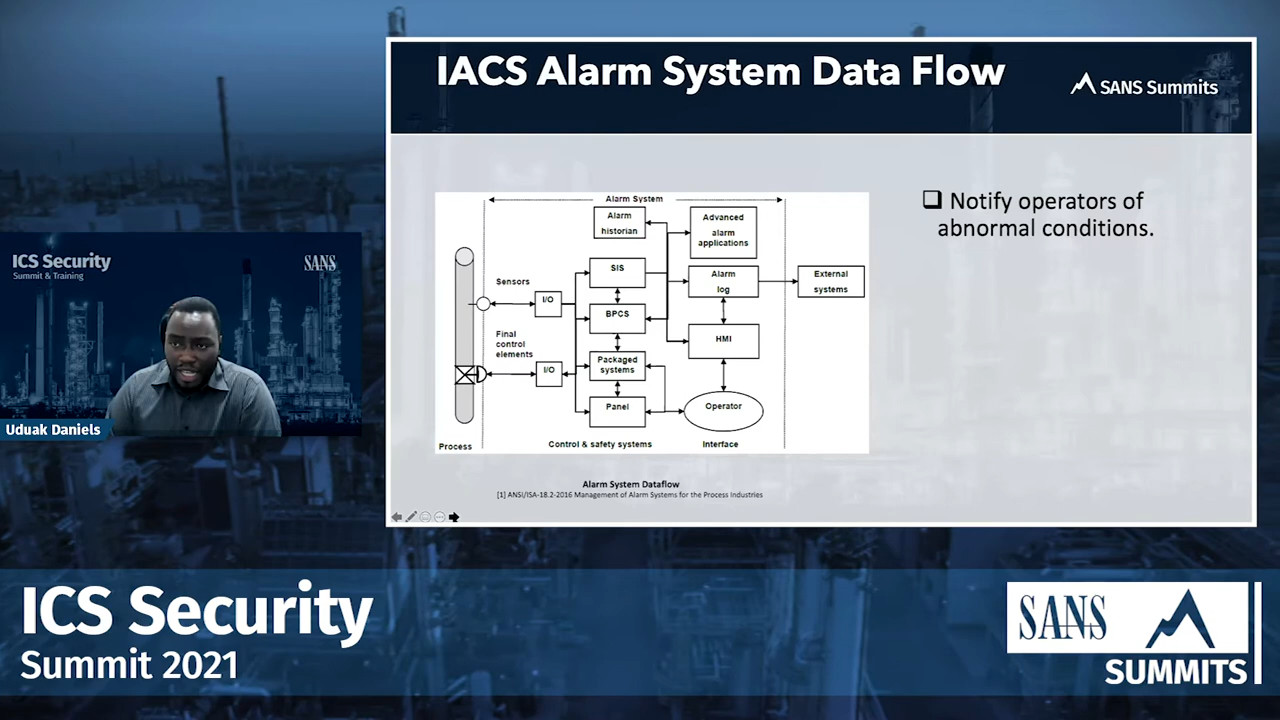 IACS Alarm System Data Flow
SANS Summits
Notify operators of
abnormal conditions.
Alarm System
Alarm
historian
Advanced
alarm
applications
SIS
Alarm
log
External
systems
Sensors
I/O
BPCS
HMI
Final
control
elements
I/O
Packaged
systems
Panel
Operator
Process
Control & safety systems
Interface
Alarm System Dataflow
[1] ANSI/ISA-18.2-2016 Management of Alarm Systems for the Process Industries
ICS Security
Summit & Training
SANS
Uduak Daniels
ICS Security
Summit 2021
SANS
SUMMITS